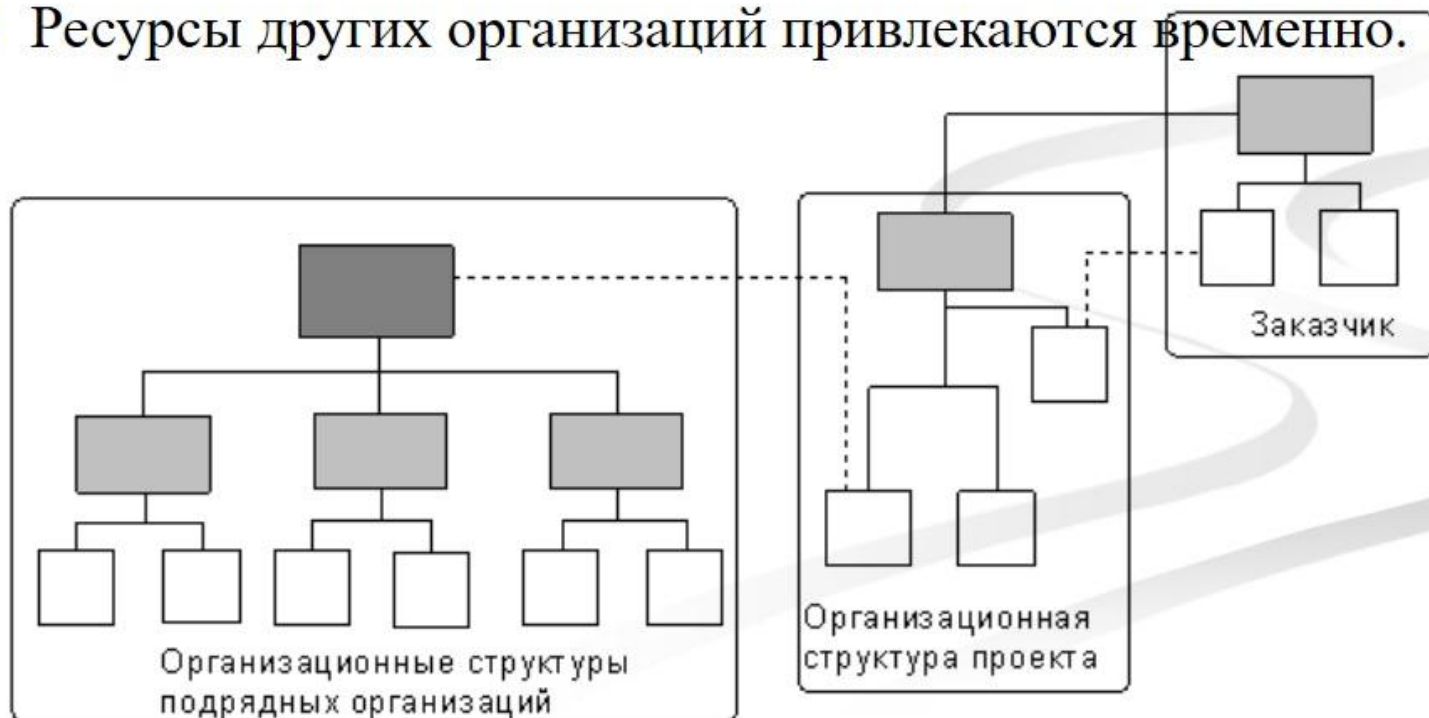 Ресурсы других организаций привлекаются временно.
Заказчик
Организационная
структура проекта
Организационные структуры
подрядных организаций